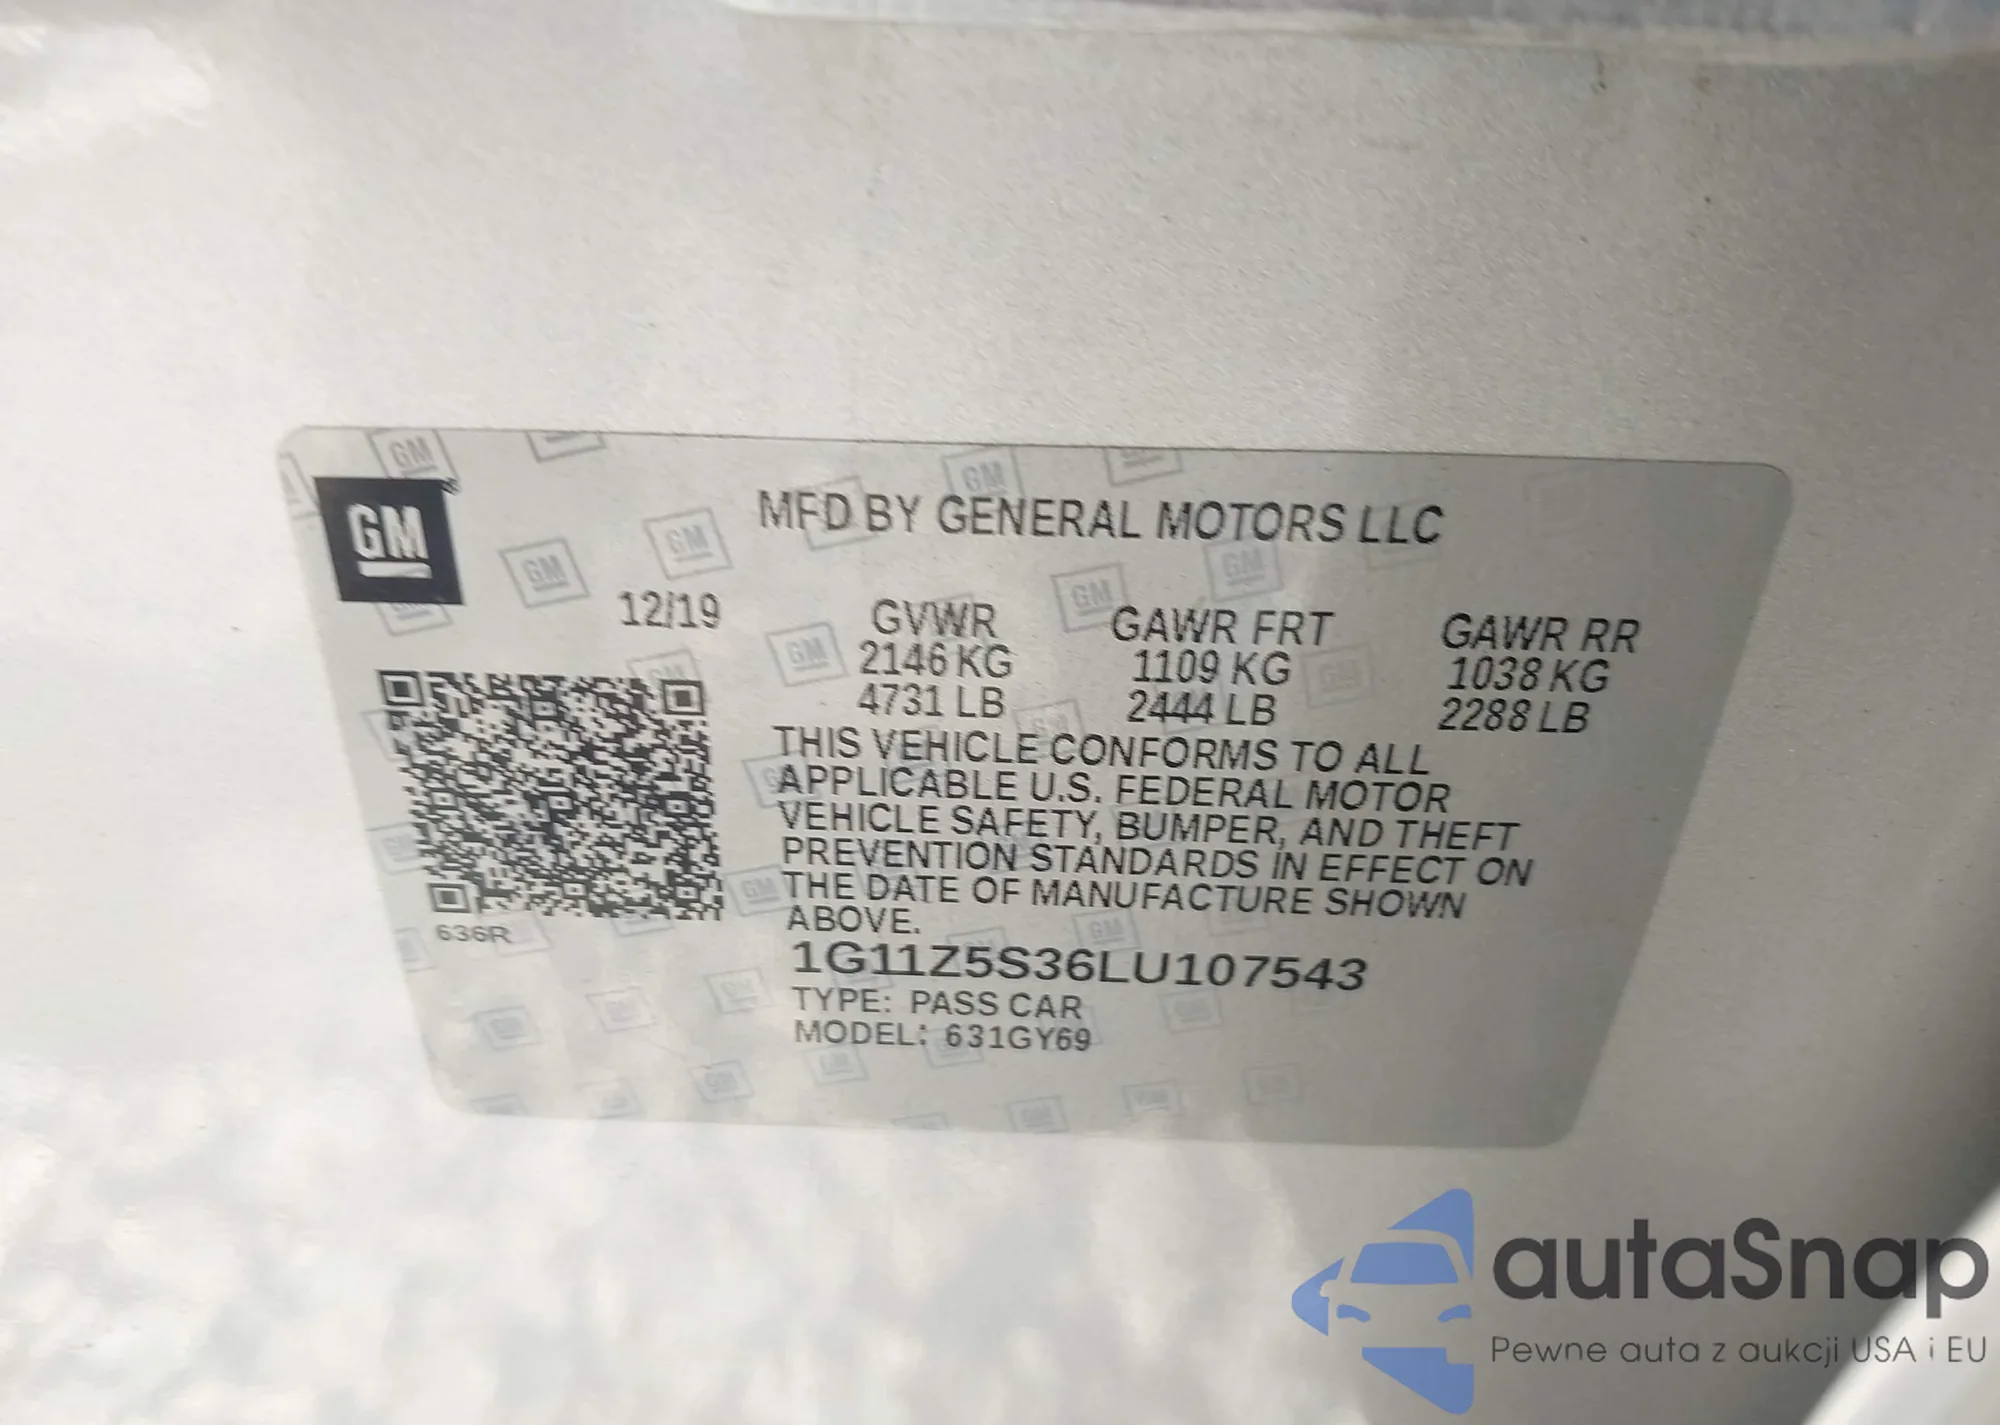 GM
MFD BY GENERAL MOTORS LLC
12/19
GVWR GAWR FRT GAWR RR
2146 KG 1109 KG 1038 KG
4731 LB 2444 LB 2288 LB
THIS VEHICLE CONFORMS TO ALL
APPLICABLE U.S. FEDERAL MOTOR
VEHICLE SAFETY, BUMPER, AND THEFT
PREVENTION STANDARDS IN EFFECT ON
THE DATE OF MANUFACTURE SHOWN
ABOVE.
636R
1G11Z5S36LU107543
TYPE: PASS CAR
MODEL: 631GY69
autaSnap
Pewne auta z aukcji USA i EU